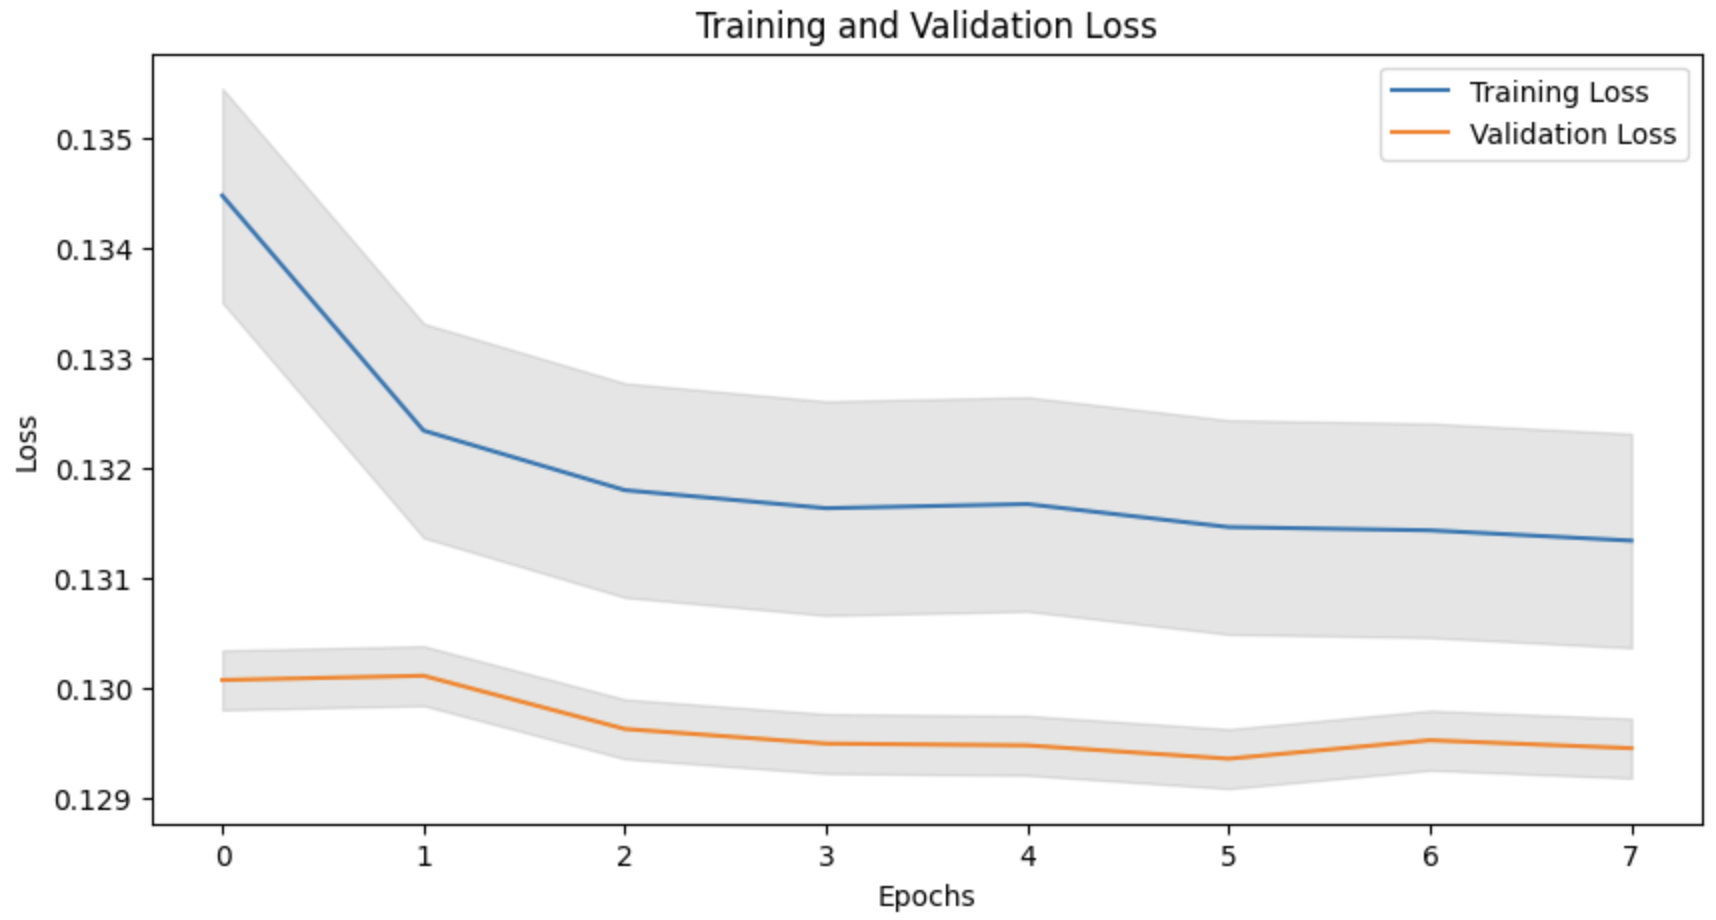 Training and Validation Loss
Training Loss
Validation Loss
0.135
0.134
0.133
0.132
0.131
0.130
0.129
Loss
0 1 2 3 4 5 6 7
Epochs